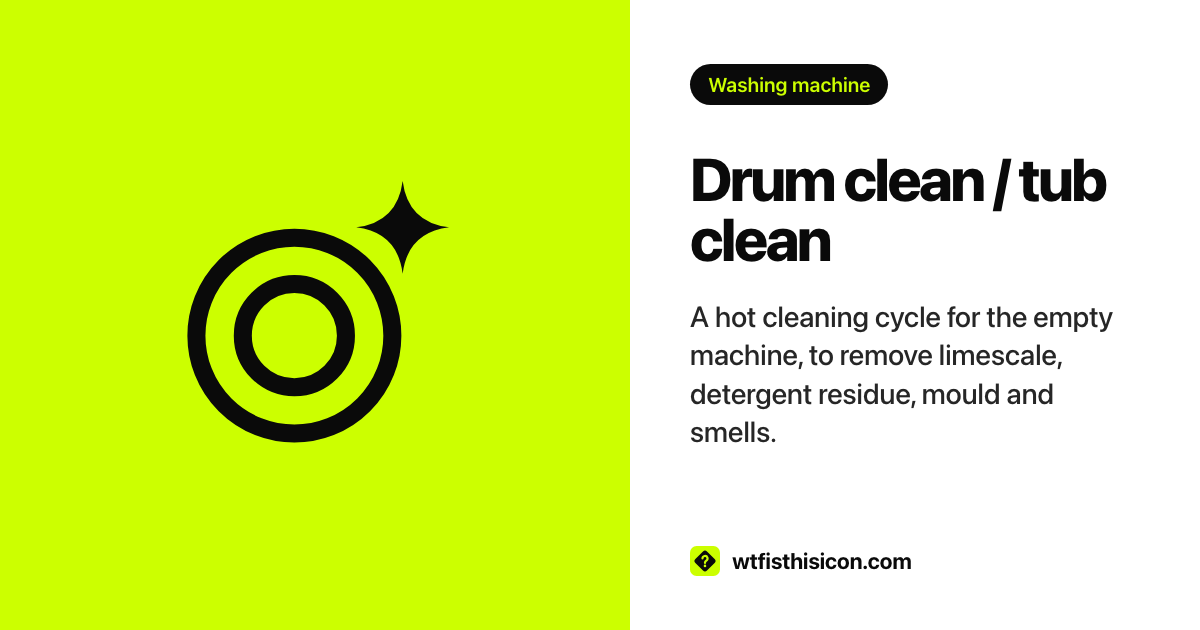 Washing machine
Drum clean / tub
clean
A hot cleaning cycle for the empty
machine, to remove limescale,
detergent residue, mould and
smells.
?
wtfisthisicon.com